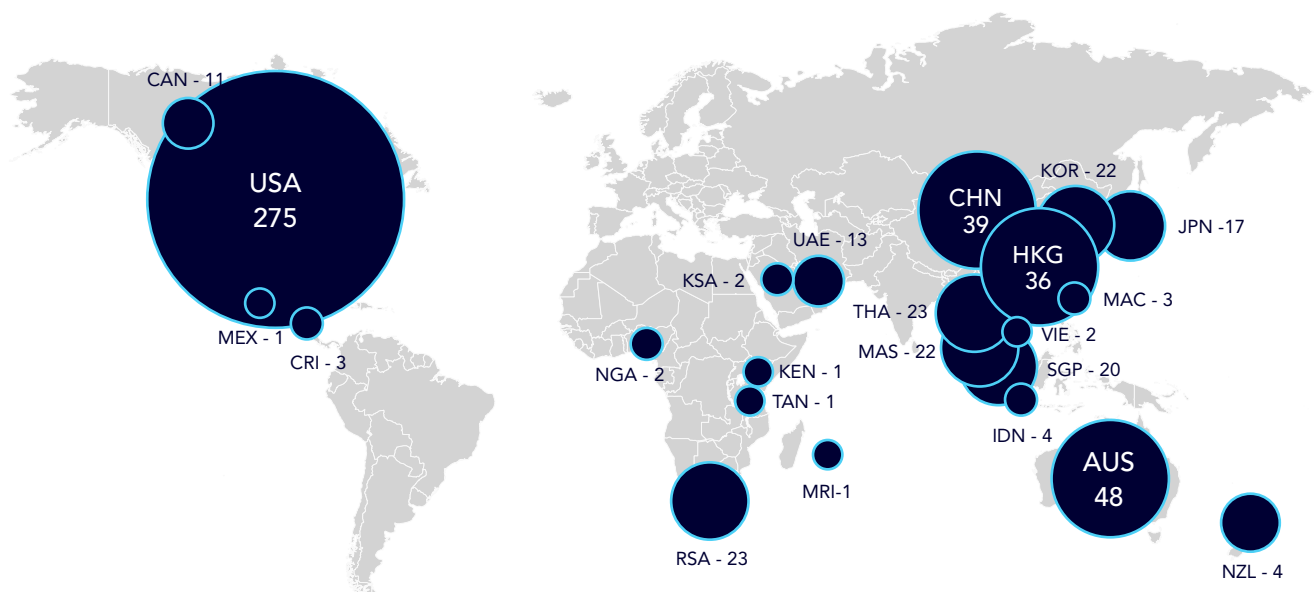 CAN - 11
USA
275
MEX - 1
CRI - 3
KSA - 2
UAE - 13
NGA - 2
KEN - 1
TAN - 1
MRI-1
RSA - 23
CHN
39
KOR - 22
JPN -17
HKG
36
MAC - 3
THA - 23
VIE - 2
MAS - 22
SGP - 20
IDN - 4
AUS
48
NZL - 4